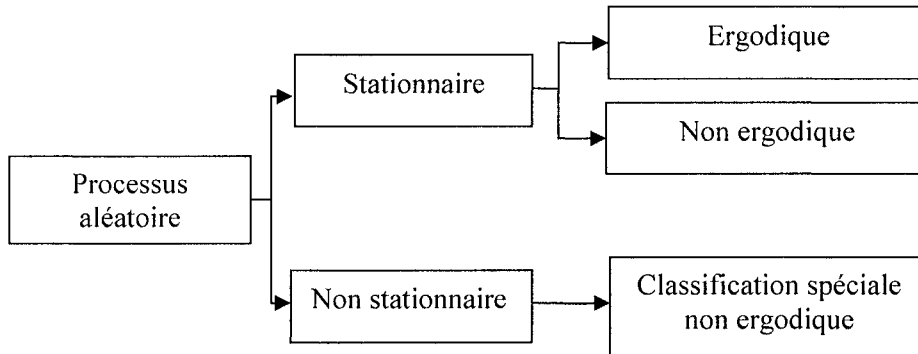 Processus
aléatoire
Stationnaire
Ergodique
Non ergodique
Non stationnaire
Classification spéciale
non ergodique